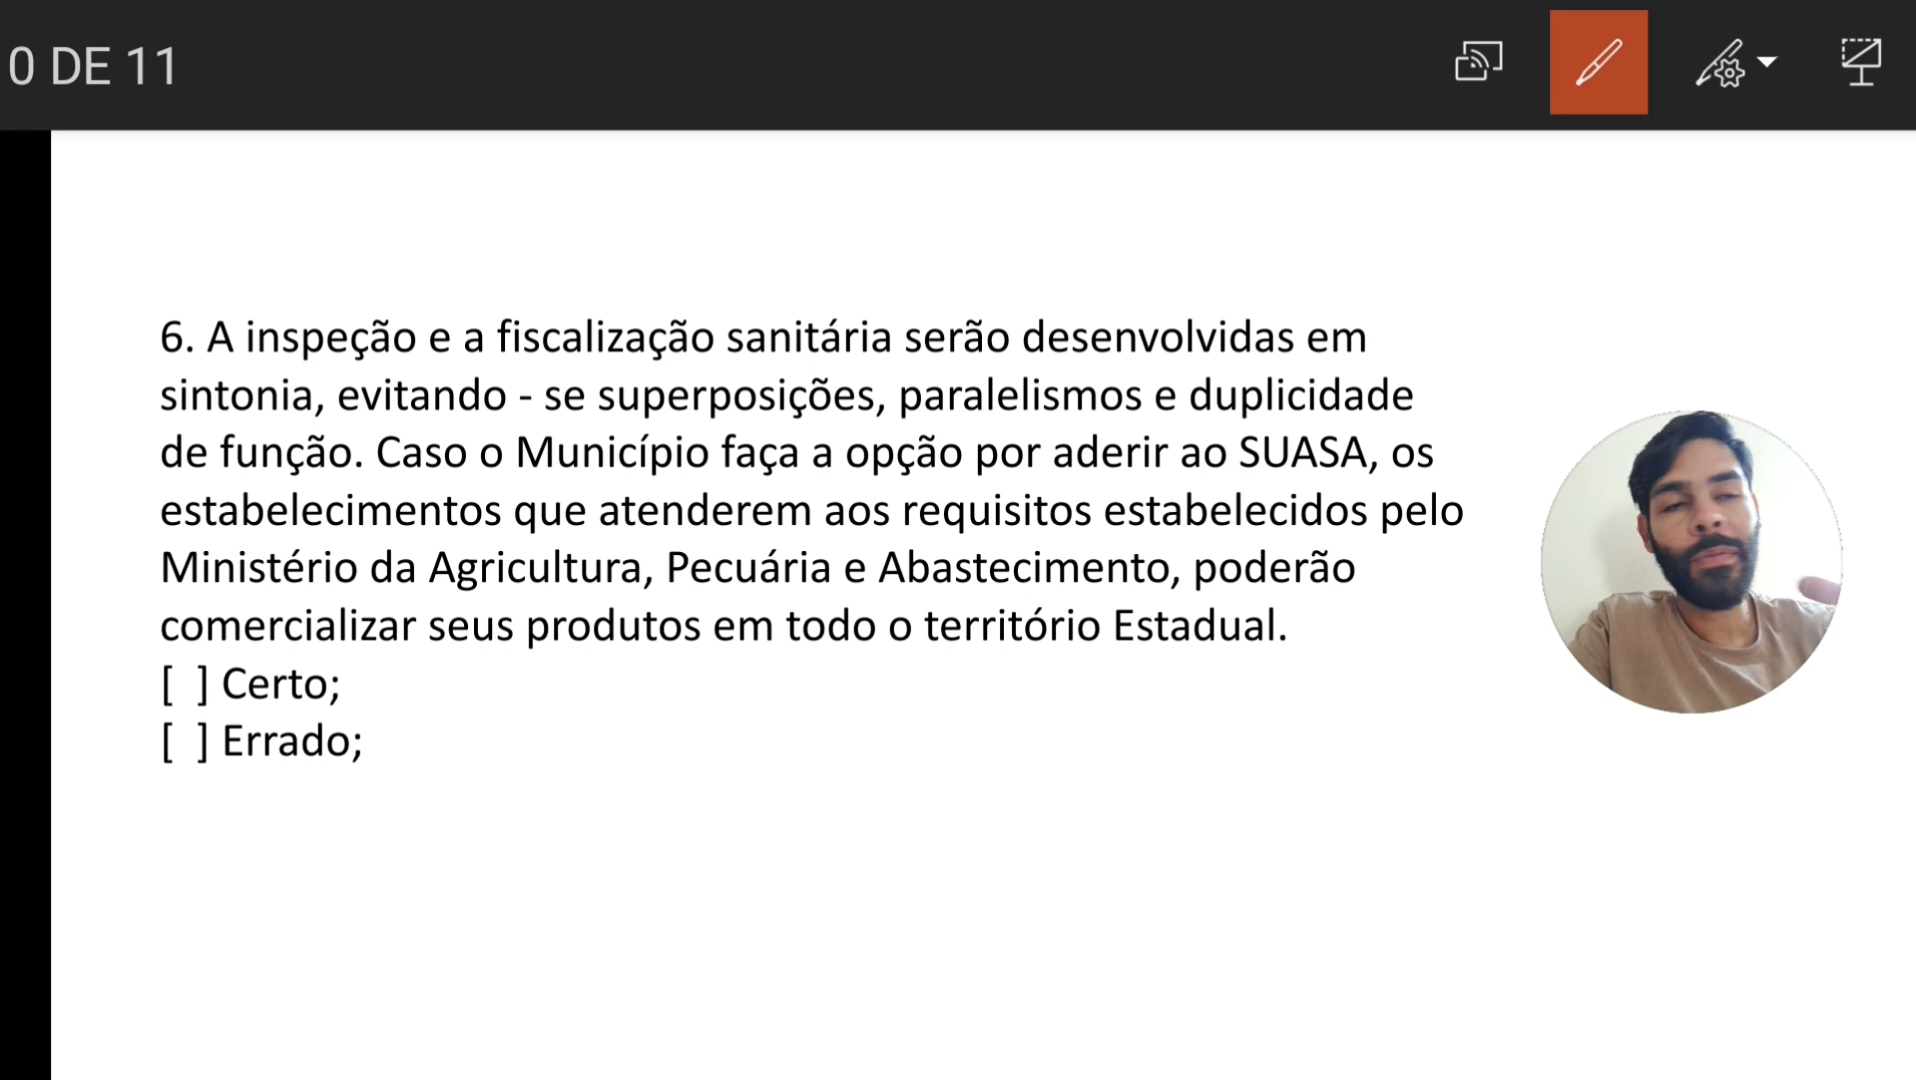 0 DE 11
6. A inspeção e a fiscalização sanitária serão desenvolvidas em
sintonia, evitando - se superposições, paralelismos e duplicidade
de função. Caso o Município faça a opção por aderir ao SUASA, os
estabelecimentos que atenderem aos requisitos estabelecidos pelo
Ministério da Agricultura, Pecuária e Abastecimento, poderão
comercializar seus produtos em todo o território Estadual.
[ ] Certo;
[ ] Errado;